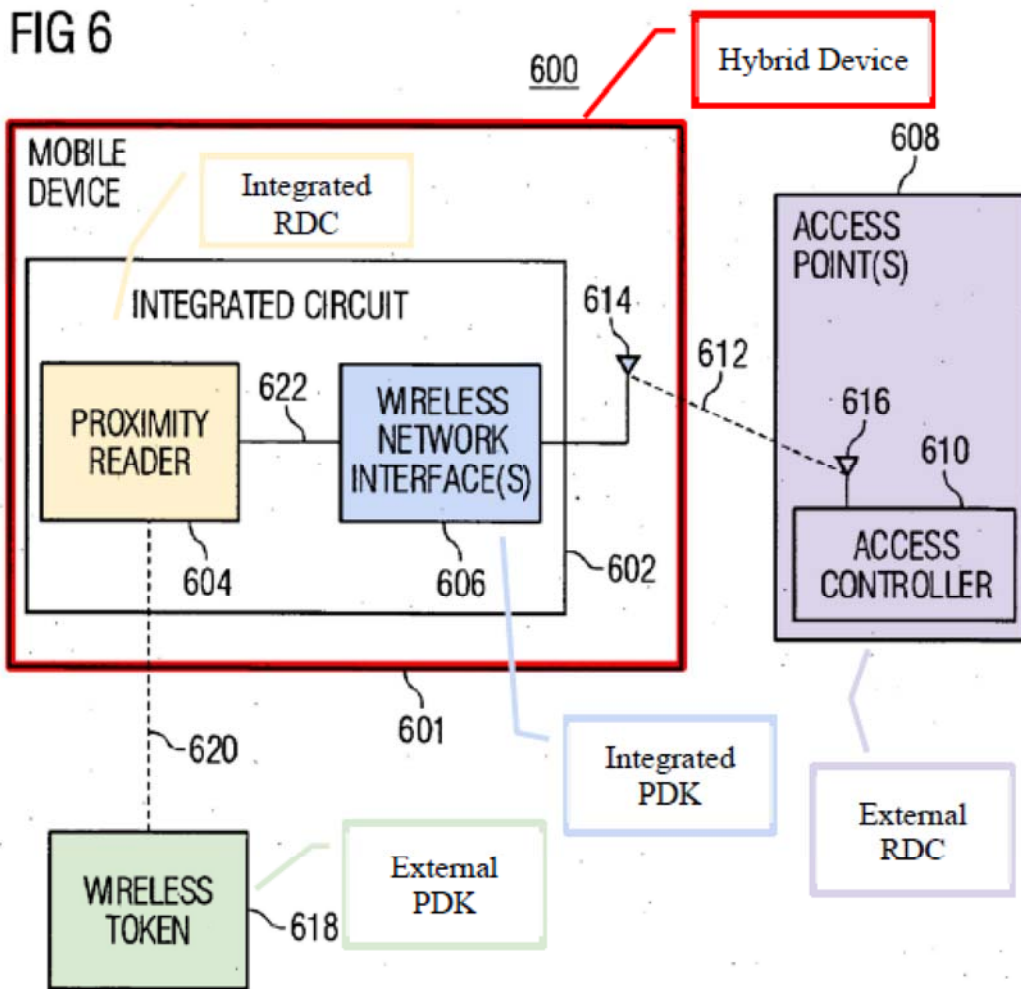 FIG 6
600
Hybrid Device
MOBILE
DEVICE
Integrated
RDC
608
ACCESS
POINT(S)
INTEGRATED CIRCUIT
614
612
PROXIMITY
READER
622
WIRELESS
NETWORK
INTERFACE(S)
616
610
604
606
602
ACCESS
CONTROLLER
601
620
Integrated
PDK
External
RDC
WIRELESS
TOKEN
618
External
PDK